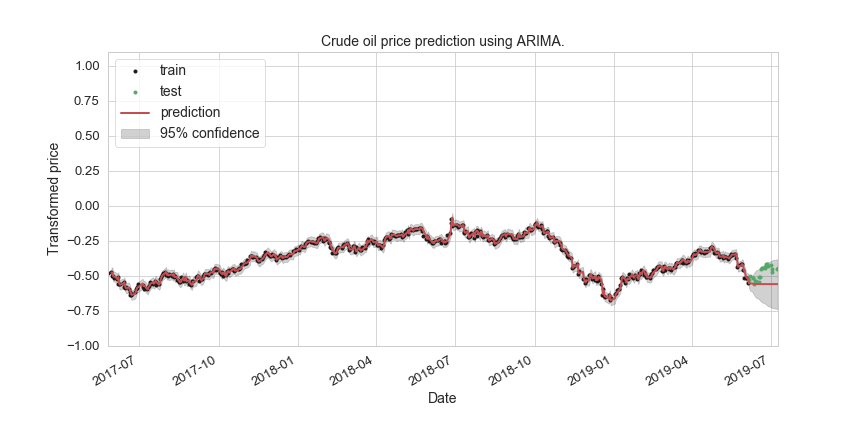 Crude oil price prediction using ARIMA.
1.00
0.75
0.50
0.25
0.00
−0.25
−0.50
−0.75
−1.00
Transformed price
train
test
prediction
95% confidence
2017-07
2017-10
2018-01
2018-04
2018-07
2018-10
2019-01
2019-04
2019-07
Date